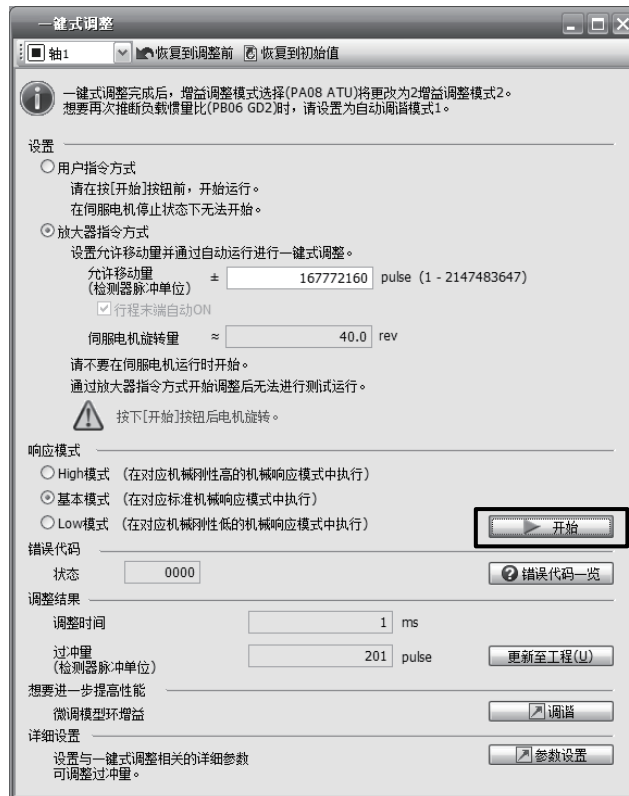 一键式调整
轴1 恢复到调整前 恢复到初始值
一键式调整完成后，增益调整模式选择(PA08 ATU)将更改为2增益调整模式2。
想要再次推断负载惯量比(PB06 GD2)时，请设置为自动调谐模式1。
设置
用户指令方式
请在按[开始]按钮前，开始运行。
在伺服电机停止状态下无法开始。
放大器指令方式
设置允许移动量并通过自动运行进行一键式调整。
允许移动量
(检测器脉冲单位) ± 167772160 pulse (1 - 2147483647)
行程末端自动ON
伺服电机旋转量 ≈ 40.0 rev
请不要在伺服电机运行时开始。
通过放大器指令方式开始调整后无法进行测试运行。
按下[开始]按钮后电机旋转。
响应模式
High模式 (在对应机械刚性高的机械响应模式中执行)
基本模式 (在对应标准机械响应模式中执行)
Low模式 (在对应机械刚性低的机械响应模式中执行) 开始
错误代码
状态 0000 错误代码一览
调整结果
调整时间 1 ms
过冲量
(检测器脉冲单位) 201 pulse 更新至工程(U)
想要进一步提高性能
微调模型环增益 调谐
详细设置
设置与一键式调整相关的详细参数 参数设置
可调整过冲量。